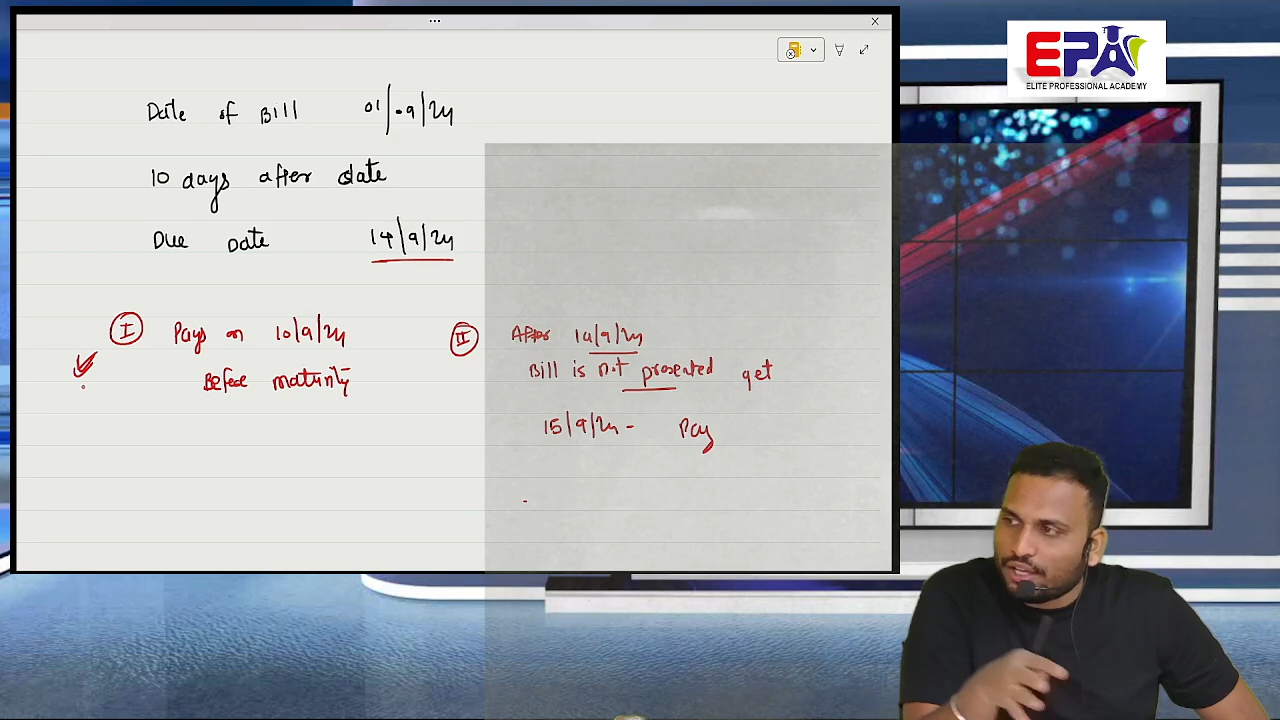 EPA
ELITE PROFESSIONAL ACADEMY
Date of Bill 01/09/24
10 days after date
Due Date 14/9/24
I Pays on 10/9/24
Before maturity
II After 14/9/24
Bill is not presented yet
15/9/24 - Pay